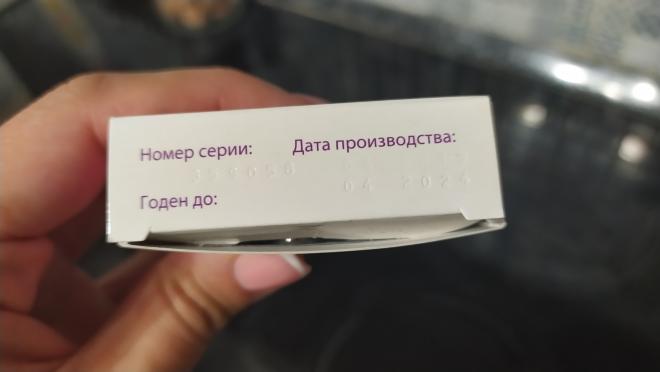 Номер серии:
Дата производства:
04 2024
Годен до: